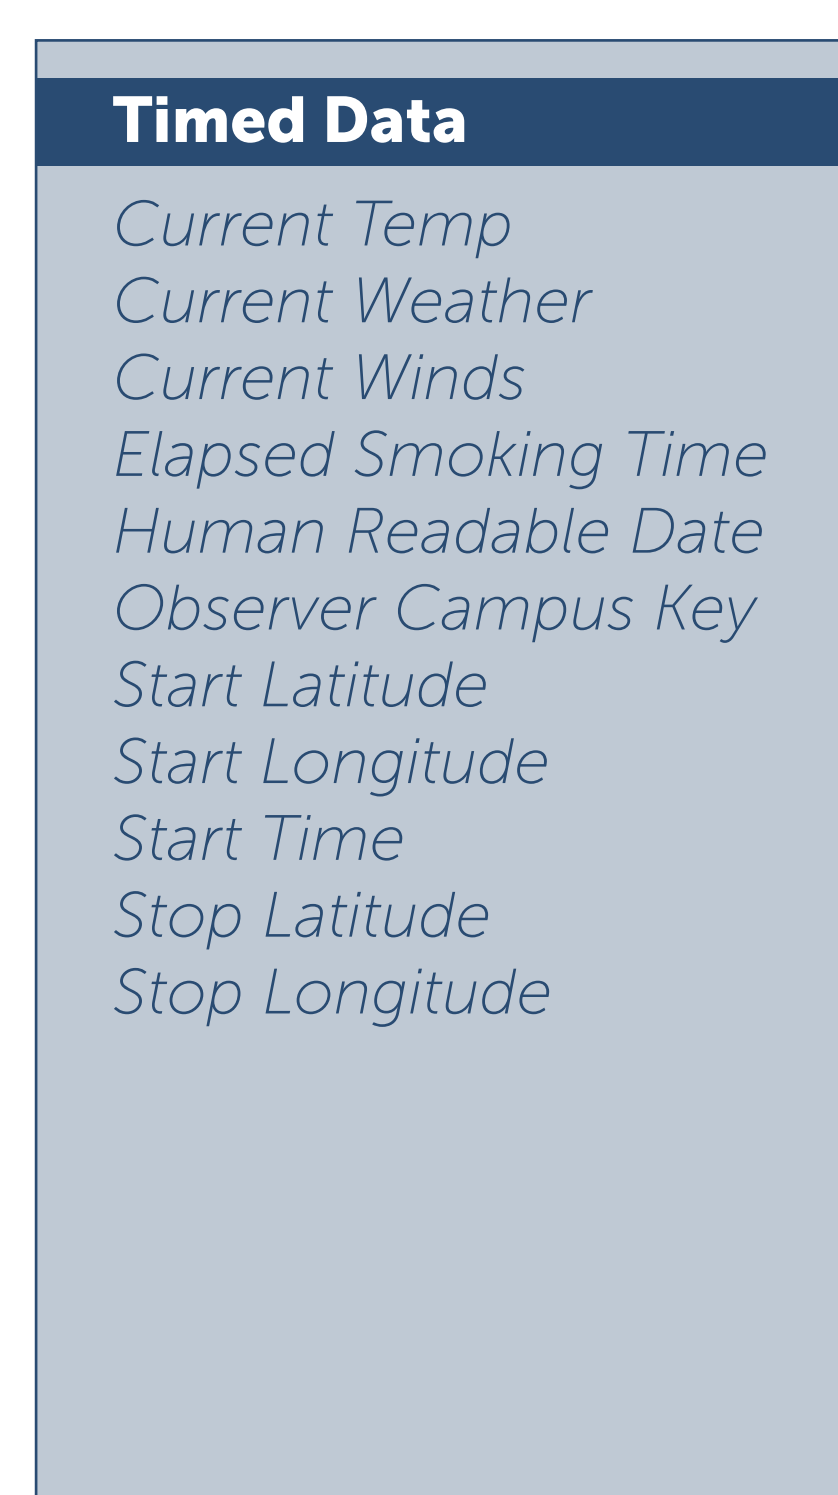 Timed Data
Current Temp
Current Weather
Current Winds
Elapsed Smoking Time
Human Readable Date
Observer Campus Key
Start Latitude
Start Longitude
Start Time
Stop Latitude
Stop Longitude